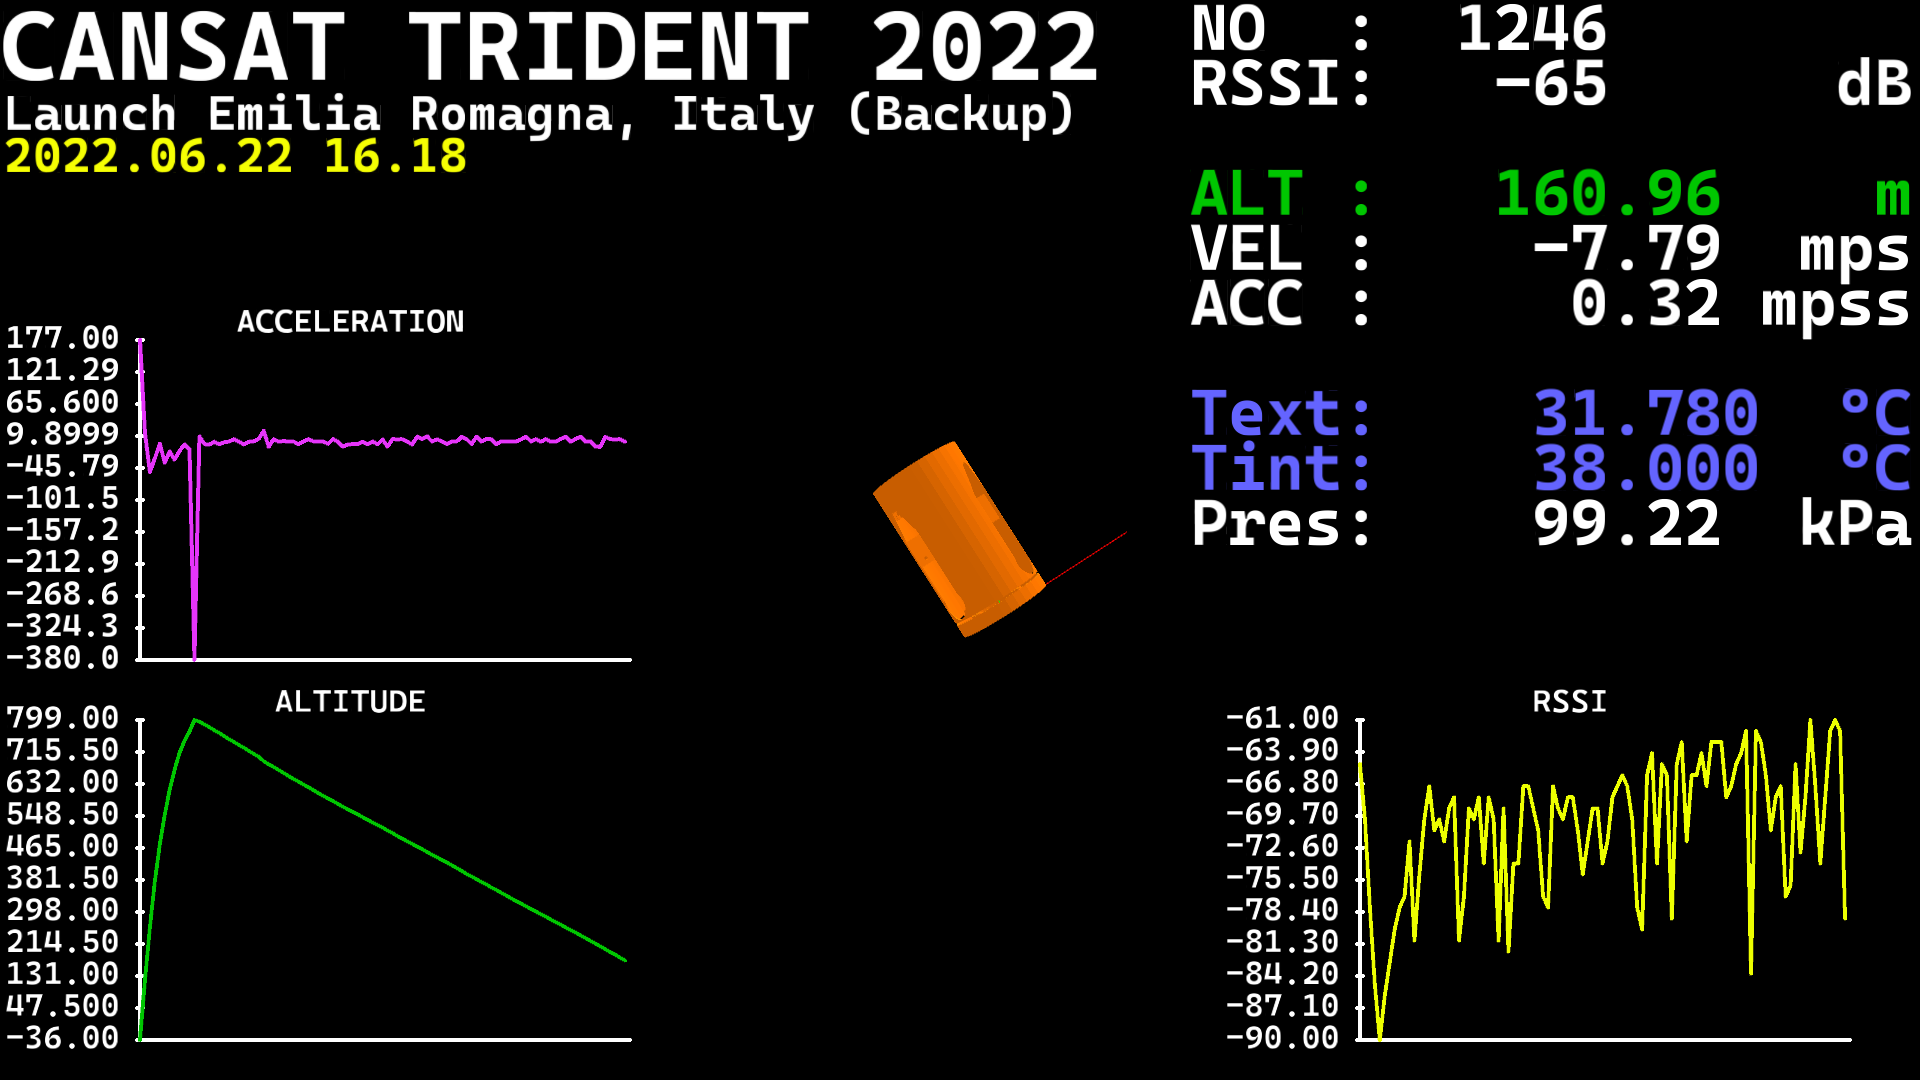 CANSAT TRIDENT 2022
Launch Emilia Romagna, Italy (Backup)
2022.06.22 16.18
NO : 1246
RSSI: -65 dB
ALT : 160.96 m
VEL : -7.79 mps
ACC : 0.32 mpss
Text: 31.780 °C
Tint: 38.000 °C
Pres: 99.22 kPa
ACCELERATION
177.00
121.29
65.600
9.8999
-45.79
-101.5
-157.2
-212.9
-268.6
-324.3
-380.0
ALTITUDE
799.00
715.50
632.00
548.50
465.00
381.50
298.00
214.50
131.00
47.500
-36.00
RSSI
-61.00
-63.90
-66.80
-69.70
-72.60
-75.50
-78.40
-81.30
-84.20
-87.10
-90.00